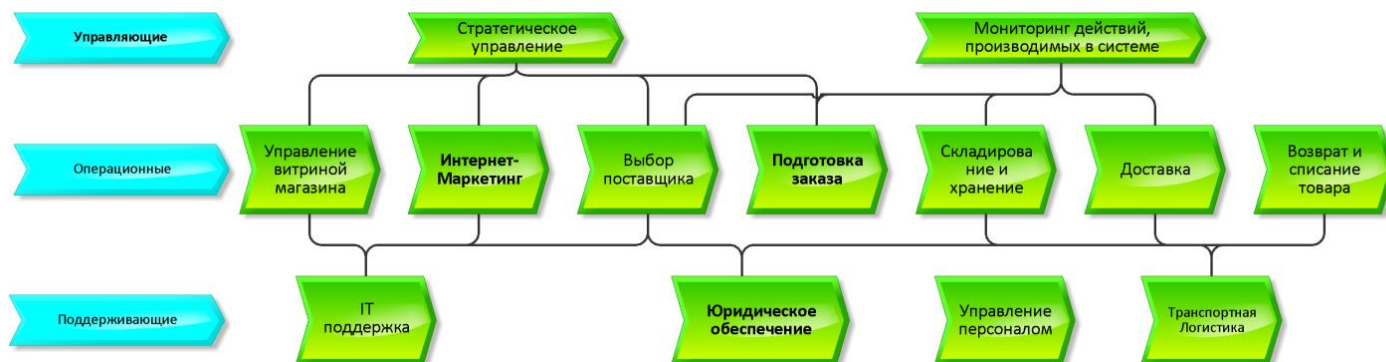 Управляющие
Стратегическое
управление
Мониторинг действий,
производимых в системе
Операционные
Управление
витриной
магазина
Интернет-
Маркетинг
Выбор
поставщика
Подготовка
заказа
Складирова
ние и
хранение
Доставка
Возврат и
списание
товара
Поддерживающие
IT
поддержка
Юридическое
обеспечение
Управление
персоналом
Транспортная
Логистика